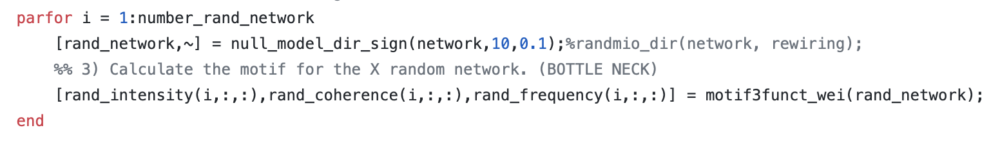 parfor i = 1:number_rand_network
[rand_network,~] = null_model_dir_sign(network,10,0.1);%randmio_dir(network, rewiring);
%% 3) Calculate the motif for the X random network. (BOTTLE NECK)
[rand_intensity(i,:,:),rand_coherence(i,:,:),rand_frequency(i,:,:)] = motif3funct_wei(rand_network);
end